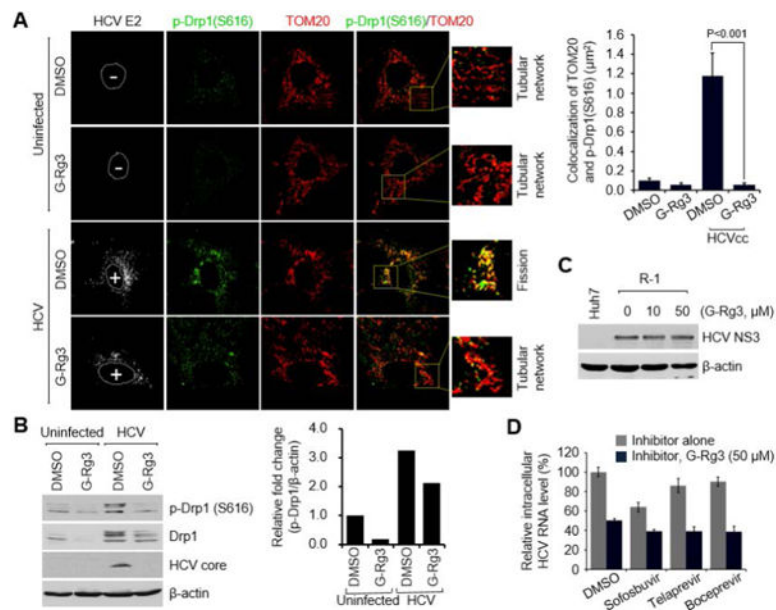 A
HCV E2
p-Drp1(S616)
TOM20
p-Drp1(S616)/TOM20
Uninfected
DMSO
G-Rg3
HCV
DMSO
G-Rg3
-
-
+
+
Tubular network
Tubular network
Fission
Tubular network
Colocalization of TOM20
and p-Drp1(S616) (μm²)
P<0.001
1.6
1.4
1.2
1.0
0.8
0.6
0.4
0.2
0.0
DMSO
G-Rg3
DMSO
G-Rg3
HCVcc
C
Huh7
R-1
0 10 50 (G-Rg3, μM)
HCV NS3
β-actin
B
Uninfected HCV
DMSO
G-Rg3
DMSO
G-Rg3
p-Drp1 (S616)
Drp1
HCV core
β-actin
Relative fold change
(p-Drp1/β-actin)
4.0
3.0
2.0
1.0
0.0
DMSO
G-Rg3
DMSO
G-Rg3
Uninfected HCV
D
Inhibitor alone
Inhibitor, G-Rg3 (50 μM)
Relative intracellular
HCV RNA level (%)
120
100
80
60
40
20
0
DMSO
Sofosbuvir
Telaprevir
Boceprevir